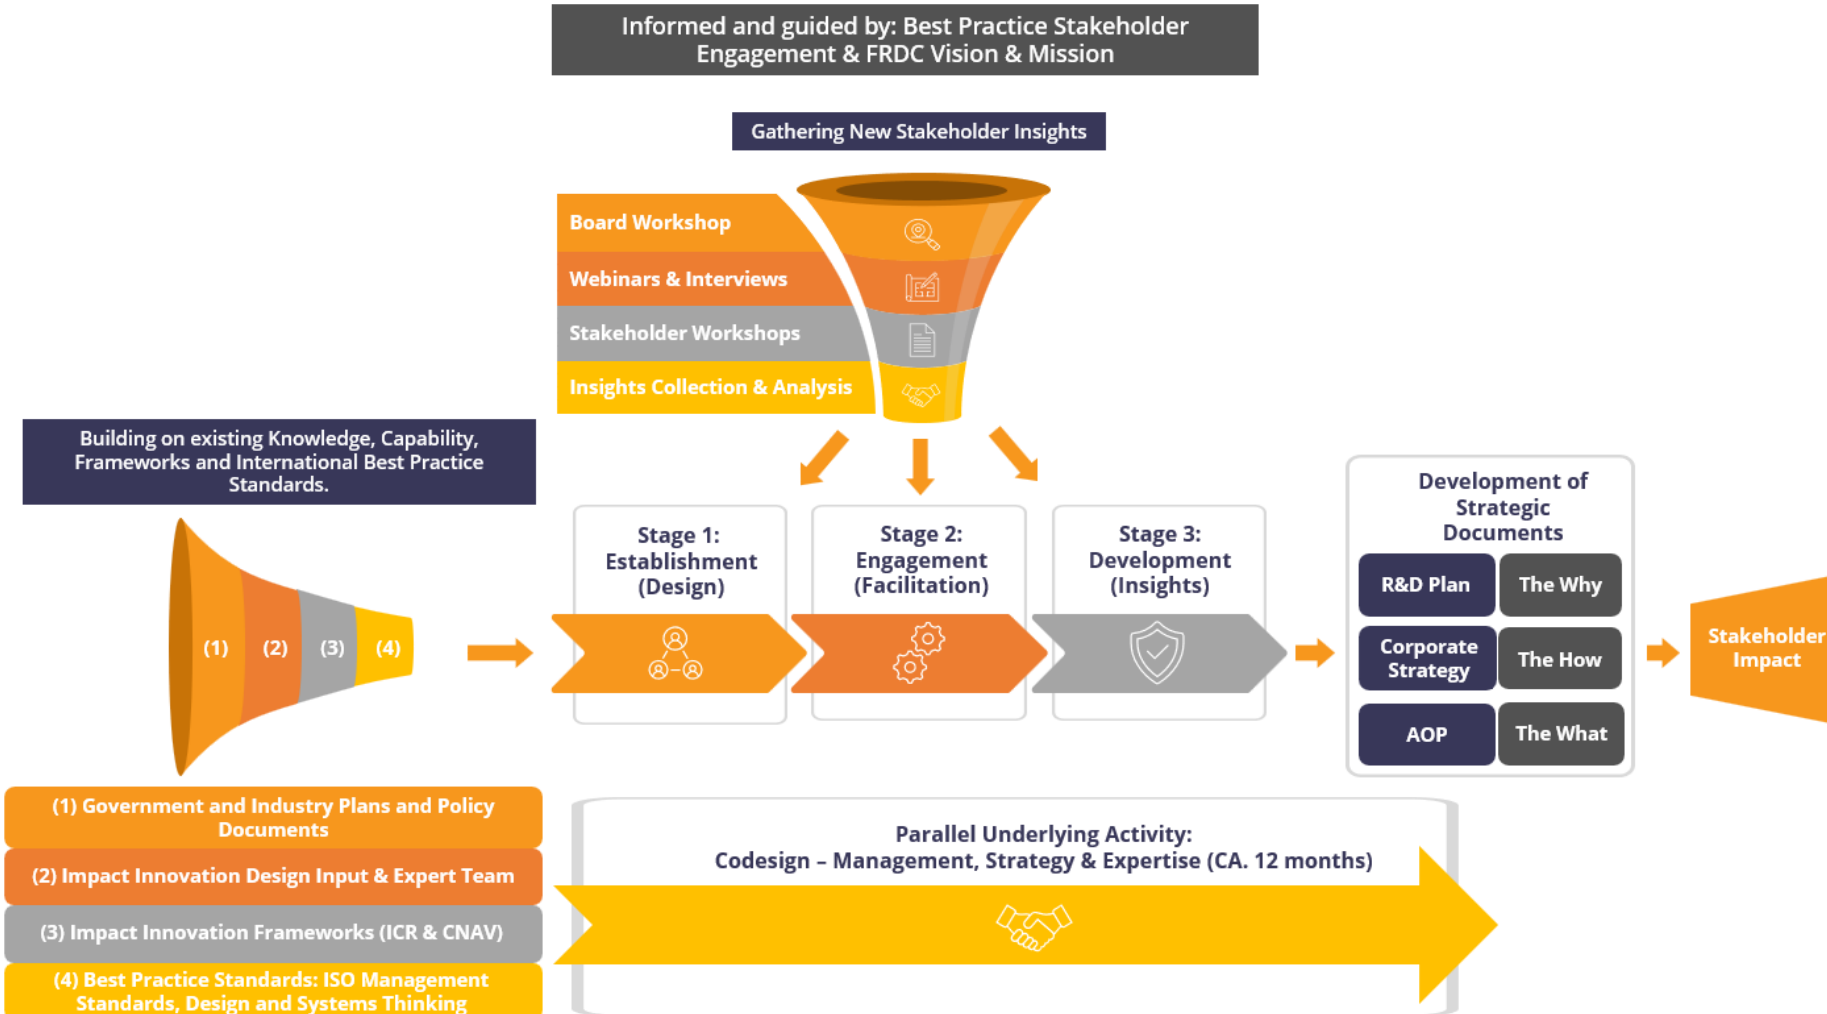 Informed and guided by: Best Practice Stakeholder
Engagement & FRDC Vision & Mission
Gathering New Stakeholder Insights
Board Workshop
Webinars & Interviews
Stakeholder Workshops
Insights Collection & Analysis
Building on existing Knowledge, Capability,
Frameworks and International Best Practice
Standards.
(1)
(2)
(3)
(4)
Stage 1:
Establishment
(Design)
Stage 2:
Engagement
(Facilitation)
Stage 3:
Development
(Insights)
Development of
Strategic
Documents
R&D Plan
The Why
Corporate
Strategy
The How
AOP
The What
Stakeholder
Impact
(1) Government and Industry Plans and Policy
Documents
(2) Impact Innovation Design Input & Expert Team
(3) Impact Innovation Frameworks (ICR & CNAV)
(4) Best Practice Standards: ISO Management
Standards, Design and Systems Thinking
Parallel Underlying Activity:
Codesign – Management, Strategy & Expertise (CA. 12 months)